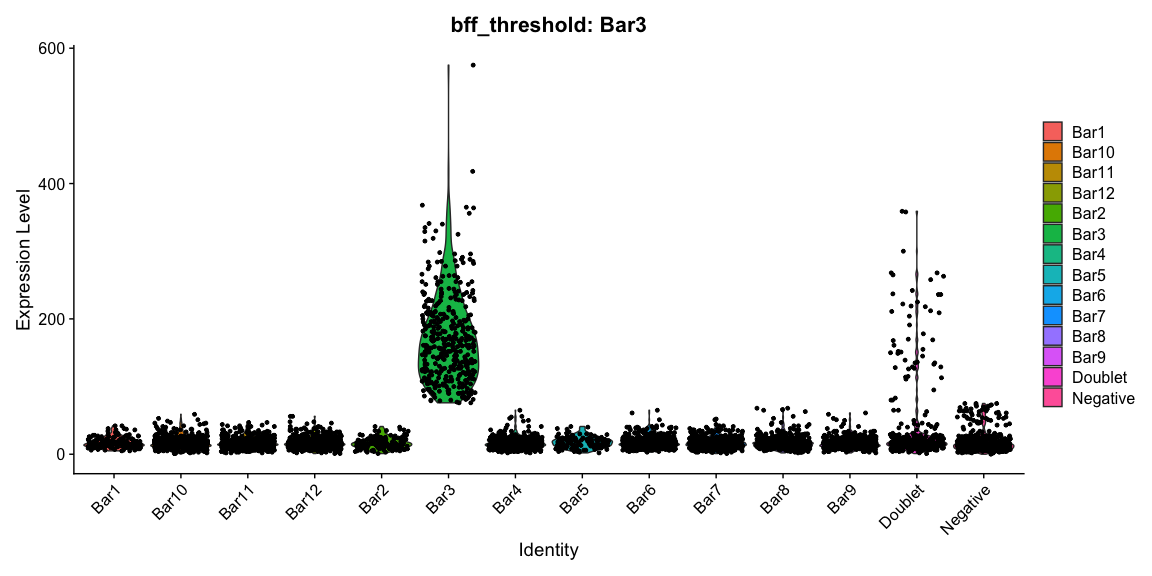 bff_threshold: Bar3
Expression Level
600
400
200
0
Bar1
Bar10
Bar11
Bar12
Bar2
Bar3
Bar4
Bar5
Bar6
Bar7
Bar8
Bar9
Doublet
Negative
Identity
Bar1
Bar10
Bar11
Bar12
Bar2
Bar3
Bar4
Bar5
Bar6
Bar7
Bar8
Bar9
Doublet
Negative